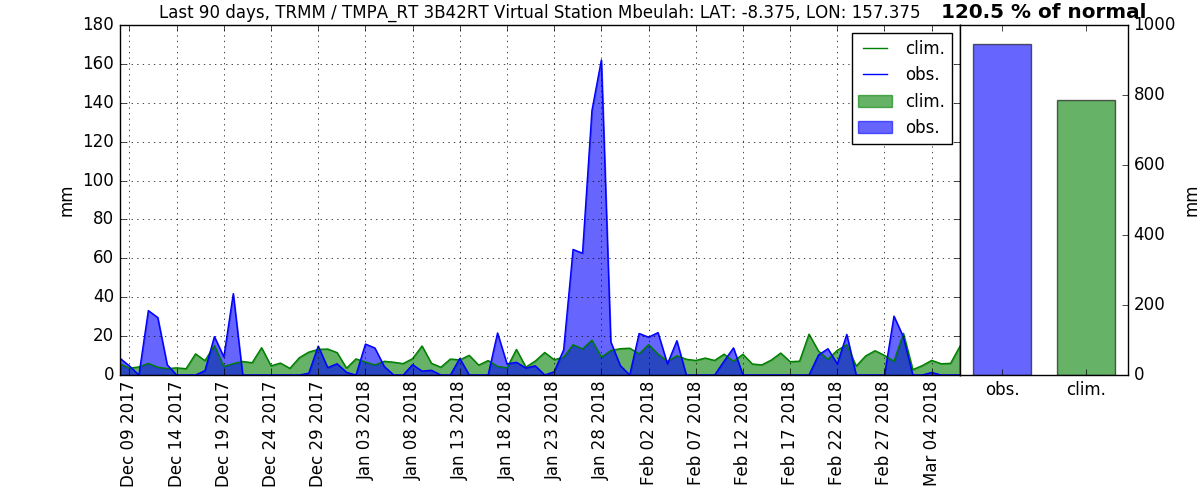 Last 90 days, TRMM / TMPA_RT 3B42RT Virtual Station Mbeulah: LAT: -8.375, LON: 157.375
120.5 % of normal
180
160
140
120
100
80
60
40
20
0
mm
clim.
obs.
clim.
obs.
Dec 09 2017
Dec 14 2017
Dec 19 2017
Dec 24 2017
Dec 29 2017
Jan 03 2018
Jan 08 2018
Jan 13 2018
Jan 18 2018
Jan 23 2018
Jan 28 2018
Feb 02 2018
Feb 07 2018
Feb 12 2018
Feb 17 2018
Feb 22 2018
Feb 27 2018
Mar 04 2018
1000
800
600
400
200
0
mm
obs.
clim.